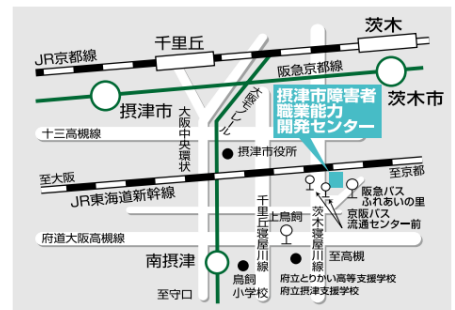 茨木
千里丘
JR京都線
阪急京都線
摂津市
茨木市
大阪モノレール
大阪中央環状
摂津市障害者
職業能力
開発センター
十三高槻線
摂津市役所
至京都
至大阪
JR東海道新幹線
阪急バス
ふれあいの里
京阪バス
流通センター前
上鳥飼
千里丘寝屋川線
茨木寝屋川線
府道大阪高槻線
南摂津
至高槻
鳥飼
小学校
府立とりかい高等支援学校
府立摂津支援学校
至守口